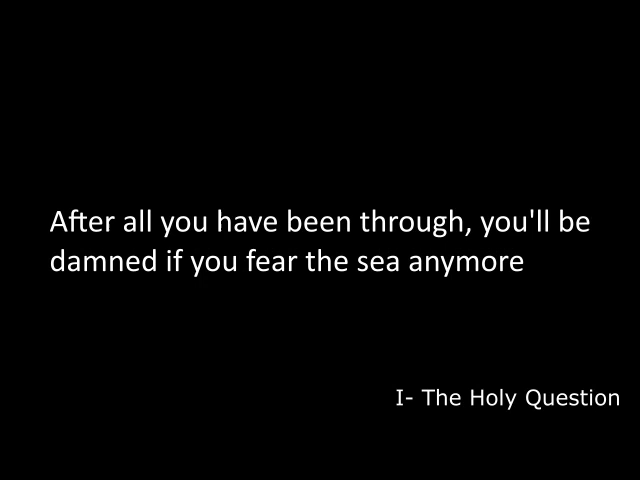 After all you have been through, you'll be
damned if you fear the sea anymore
I- The Holy Question